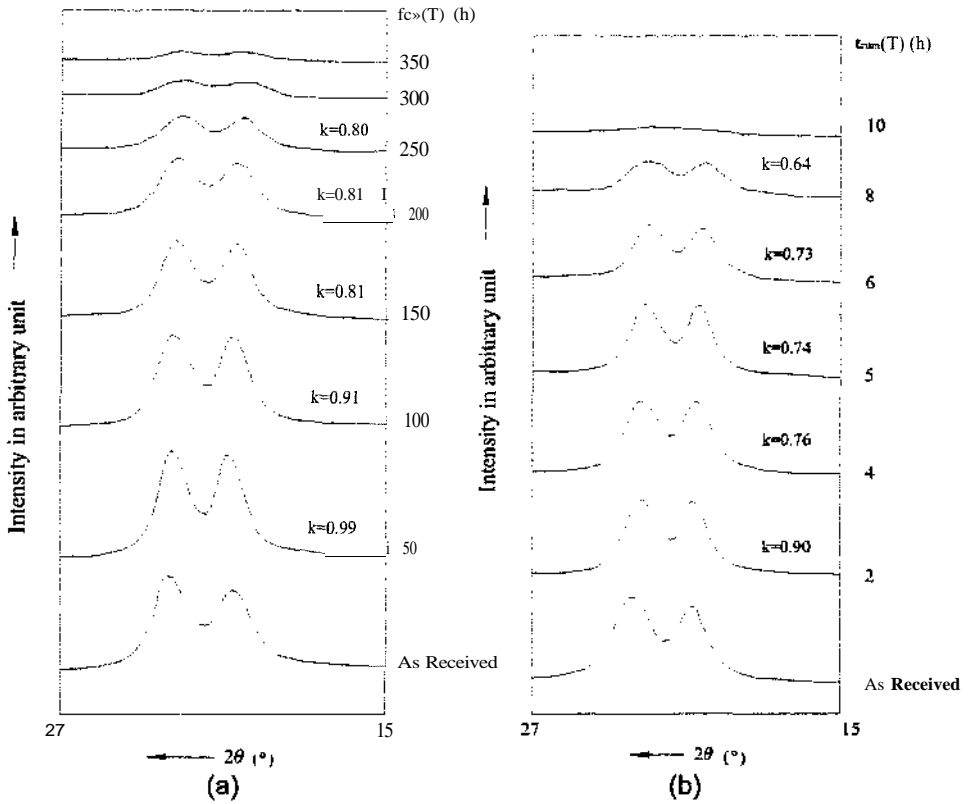 fc»(T) (h)
350
300
k=0.80
250
k=0.81 I
200
k=0.81
150
k=0.91
100
k=0.99
50
As Received
27
15
2θ (°)
Intensity in arbitrary unit
(a)
(T) (h)
10
k=0.64
8
k=0.73
6
k=0.74
5
k=0.76
4
k=0.90
2
As Received
27
15
2θ (°)
Intensity in arbitrary unit
(b)